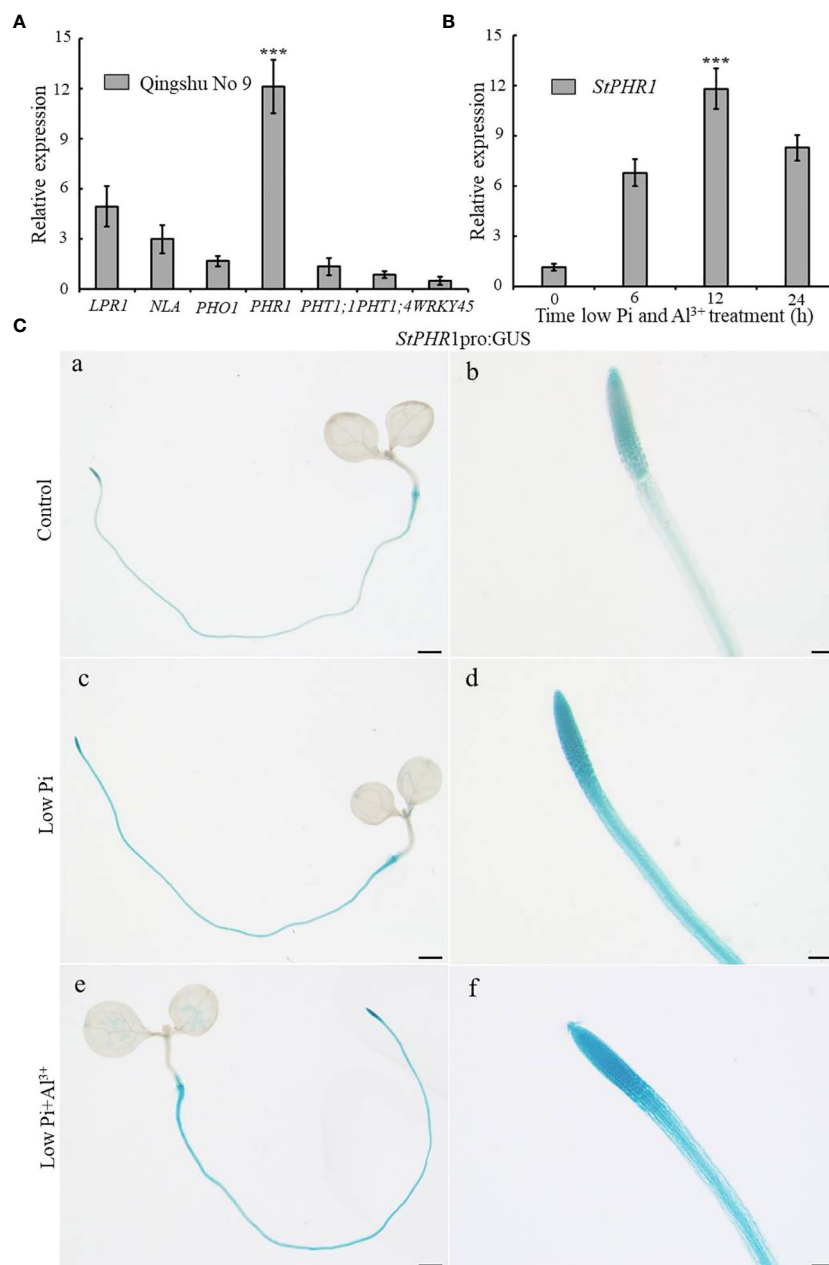 A
15
12
9
6
3
0
Relative expression
Qingshu No 9
***
LPR1 NLA PHO1 PHR1 PHT1;1 PHT1;4 WRKY45
B
15
12
9
6
3
0
Relative expression
StPHR1
***
0 6 12 24
Time low Pi and Al³⁺ treatment (h)
C
StPHR1pro:GUS
Control
a
b
Low Pi
c
d
Low Pi+Al³⁺
e
f